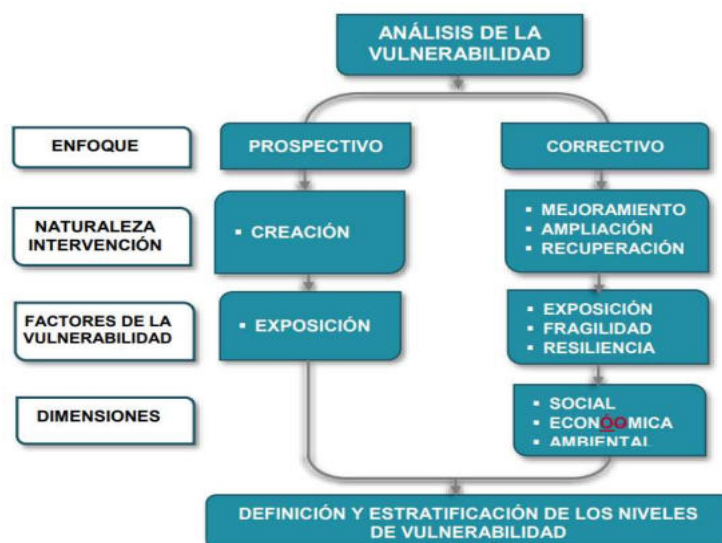 ANÁLISIS DE LA
VULNERABILIDAD
ENFOQUE
PROSPECTIVO
CORRECTIVO
NATURALEZA
INTERVENCIÓN
▪ CREACIÓN
▪ MEJORAMIENTO
▪ AMPLIACIÓN
▪ RECUPERACIÓN
FACTORES DE LA
VULNERABILIDAD
▪ EXPOSICIÓN
▪ EXPOSICIÓN
▪ FRAGILIDAD
▪ RESILIENCIA
DIMENSIONES
▪ SOCIAL
▪ ECONÓOMICA
▪ AMBIENTAL
DEFINICIÓN Y ESTRATIFICACIÓN DE LOS NIVELES
DE VULNERABILIDAD